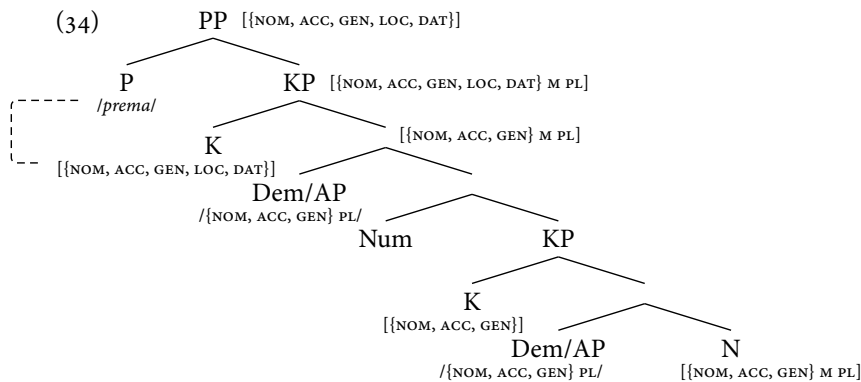 (34)
PP [{NOM, ACC, GEN, LOC, DAT}]
P KP [{NOM, ACC, GEN, LOC, DAT} M PL]
/prema/
K [{NOM, ACC, GEN} M PL]
[{NOM, ACC, GEN, LOC, DAT}]
Dem/AP
/{NOM, ACC, GEN} PL/
Num KP
K
[{NOM, ACC, GEN}]
Dem/AP N
/{NOM, ACC, GEN} PL/ [{NOM, ACC, GEN} M PL]